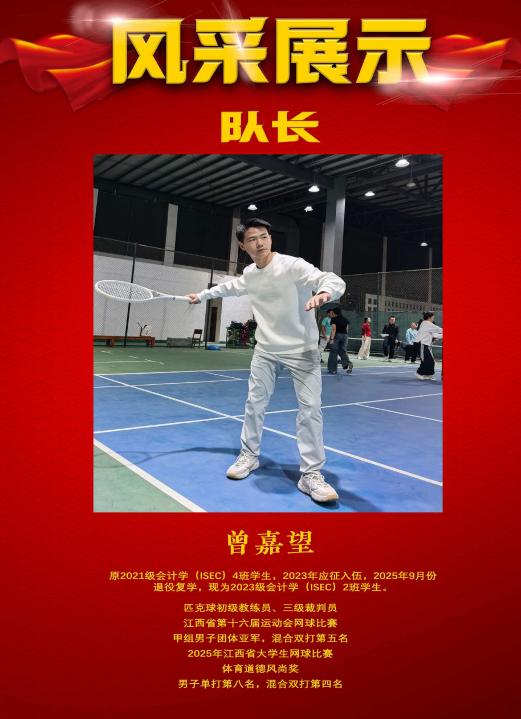 风采展示
队长
曾嘉望
原2021级会计学（ISEC）4班学生，2023年应征入伍，2025年9月份
退役复学，现为2023级会计学（ISEC）2班学生。
匹克球初级教练员、三级裁判员
江西省第十六届运动会网球比赛
甲组男子团体亚军，混合双打第五名
2025年江西省大学生网球比赛
体育道德风尚奖
男子单打第八名，混合双打第四名